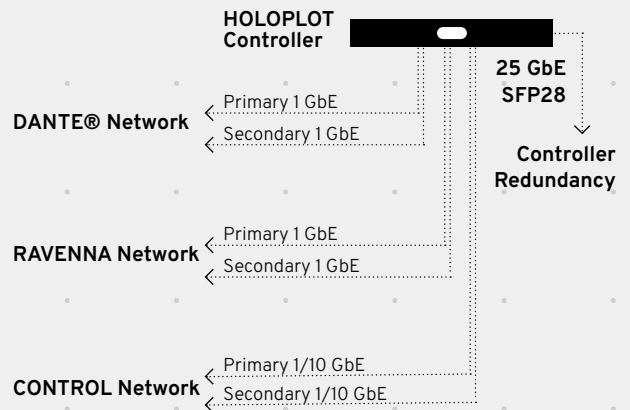 HOLOPLOT
Controller
25 GbE
SFP28
Controller
Redundancy
Primary 1 GbE
DANTE® Network
Secondary 1 GbE
Primary 1 GbE
RAVENNA Network
Secondary 1 GbE
Primary 1/10 GbE
CONTROL Network
Secondary 1/10 GbE